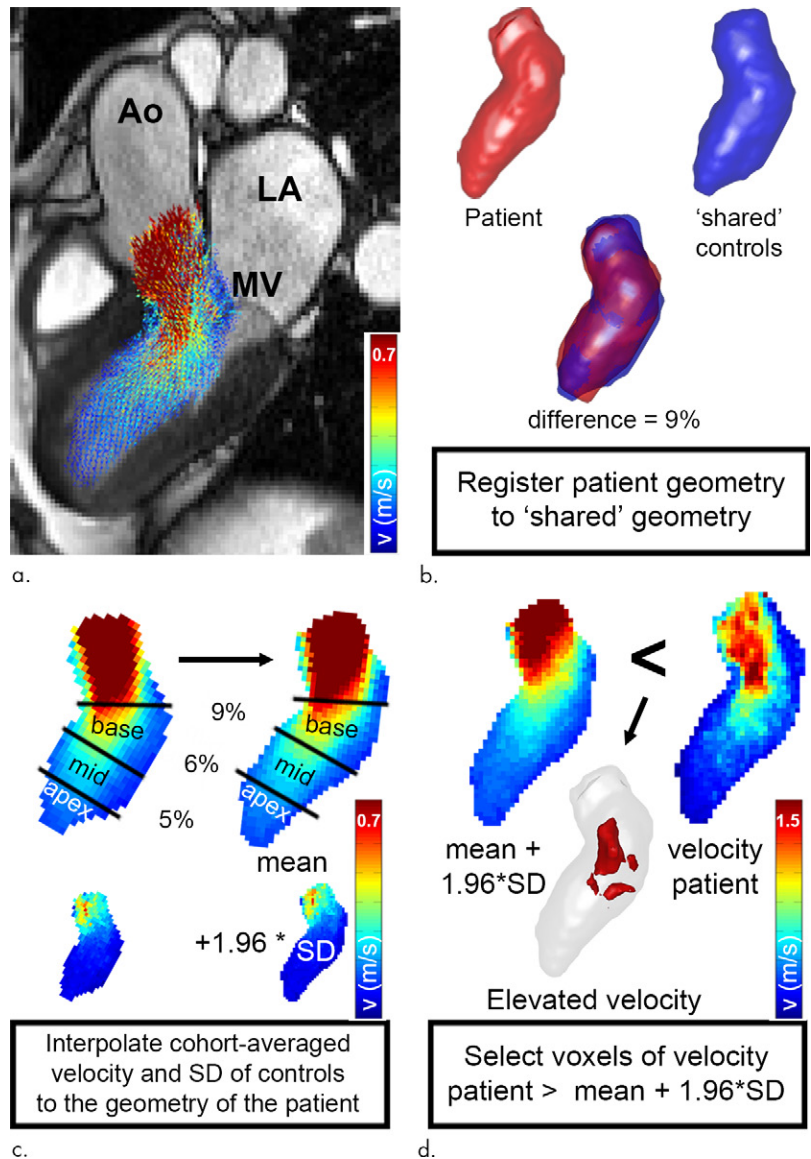 Ao
LA
MV
0.7
v (m/s)
a.
Patient
'shared'
controls
difference = 9%
Register patient geometry
to 'shared' geometry
b.
base
mid
apex
9%
6%
5%
base
mid
apex
mean
+1.96 *
SD
0.7
v (m/s)
Interpolate cohort-averaged
velocity and SD of controls
to the geometry of the patient
c.
<
mean +
1.96*SD
velocity
patient
1.5
v (m/s)
Elevated velocity
Select voxels of velocity
patient > mean + 1.96*SD
d.